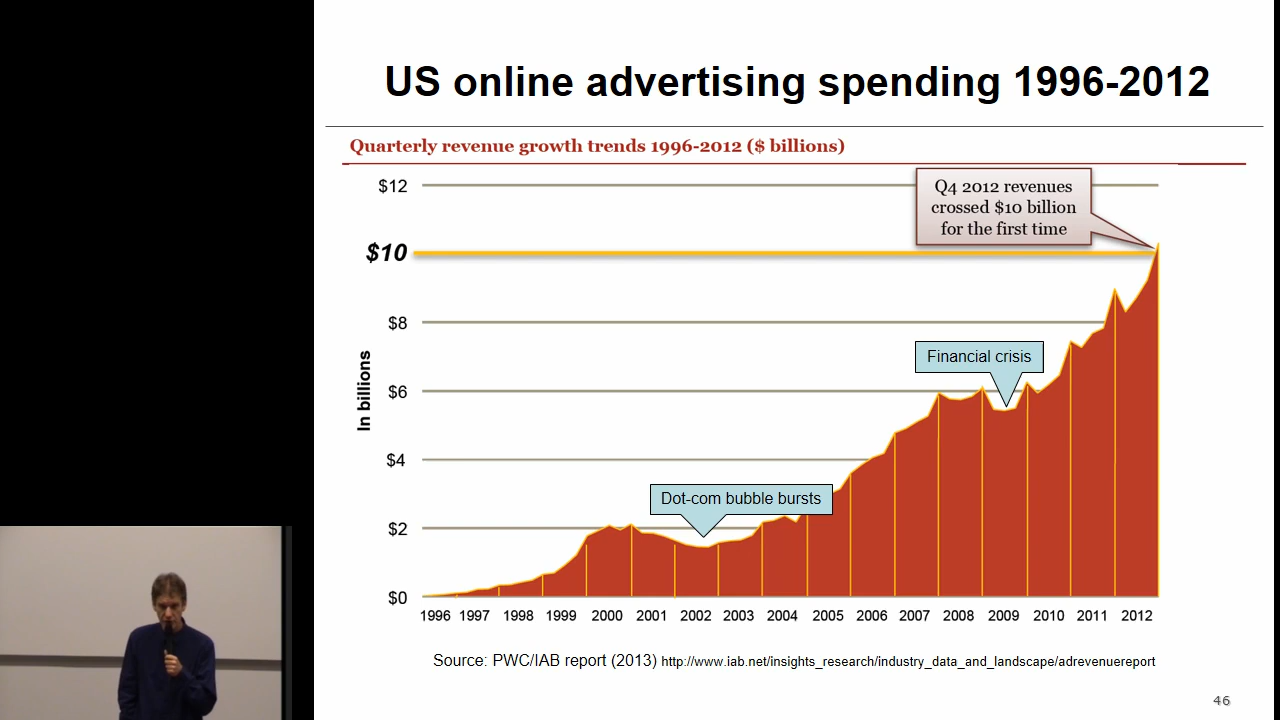 US online advertising spending 1996-2012
Quarterly revenue growth trends 1996-2012 ($ billions)
$12
Q4 2012 revenues
crossed $10 billion
for the first time
$10
$8
Financial crisis
In billions
$6
$4
Dot-com bubble bursts
$2
$0
1996 1997 1998 1999 2000 2001 2002 2003 2004 2005 2006 2007 2008 2009 2010 2011 2012
Source: PWC/IAB report (2013) http://www.iab.net/insights_research/industry_data_and_landscape/adrevenuereport
46